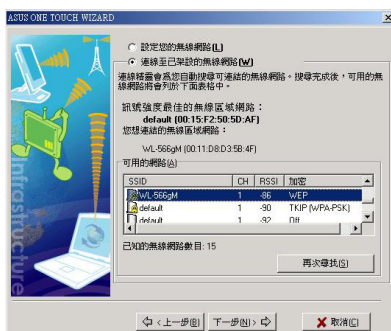 ASUS ONE TOUCH WIZARD
設定您的無線網路(L)
連線至已架設的無線網路(W)
連線精靈會為您自動搜尋可連結的無線網路。搜尋完成後，可用的無
線網路將會列於下面表格中。
訊號強度最佳的無線區域網路：
default (00:15:F2:50:5D:AF)
您想連結的無線區域網路：
WL-566gM (00:11:D8:D3:5B:4F)
可用的網路(A)
SSID CH RSSI 加密
WL-566gM 1 -86 WEP
default 1 -90 TKIP (WPA-PSK)
default 1 -92 Off
已知的無線網路數目: 15
再次尋找(S)
Infrastructure
<上一步(B) 下一步(N)> 取消(C)